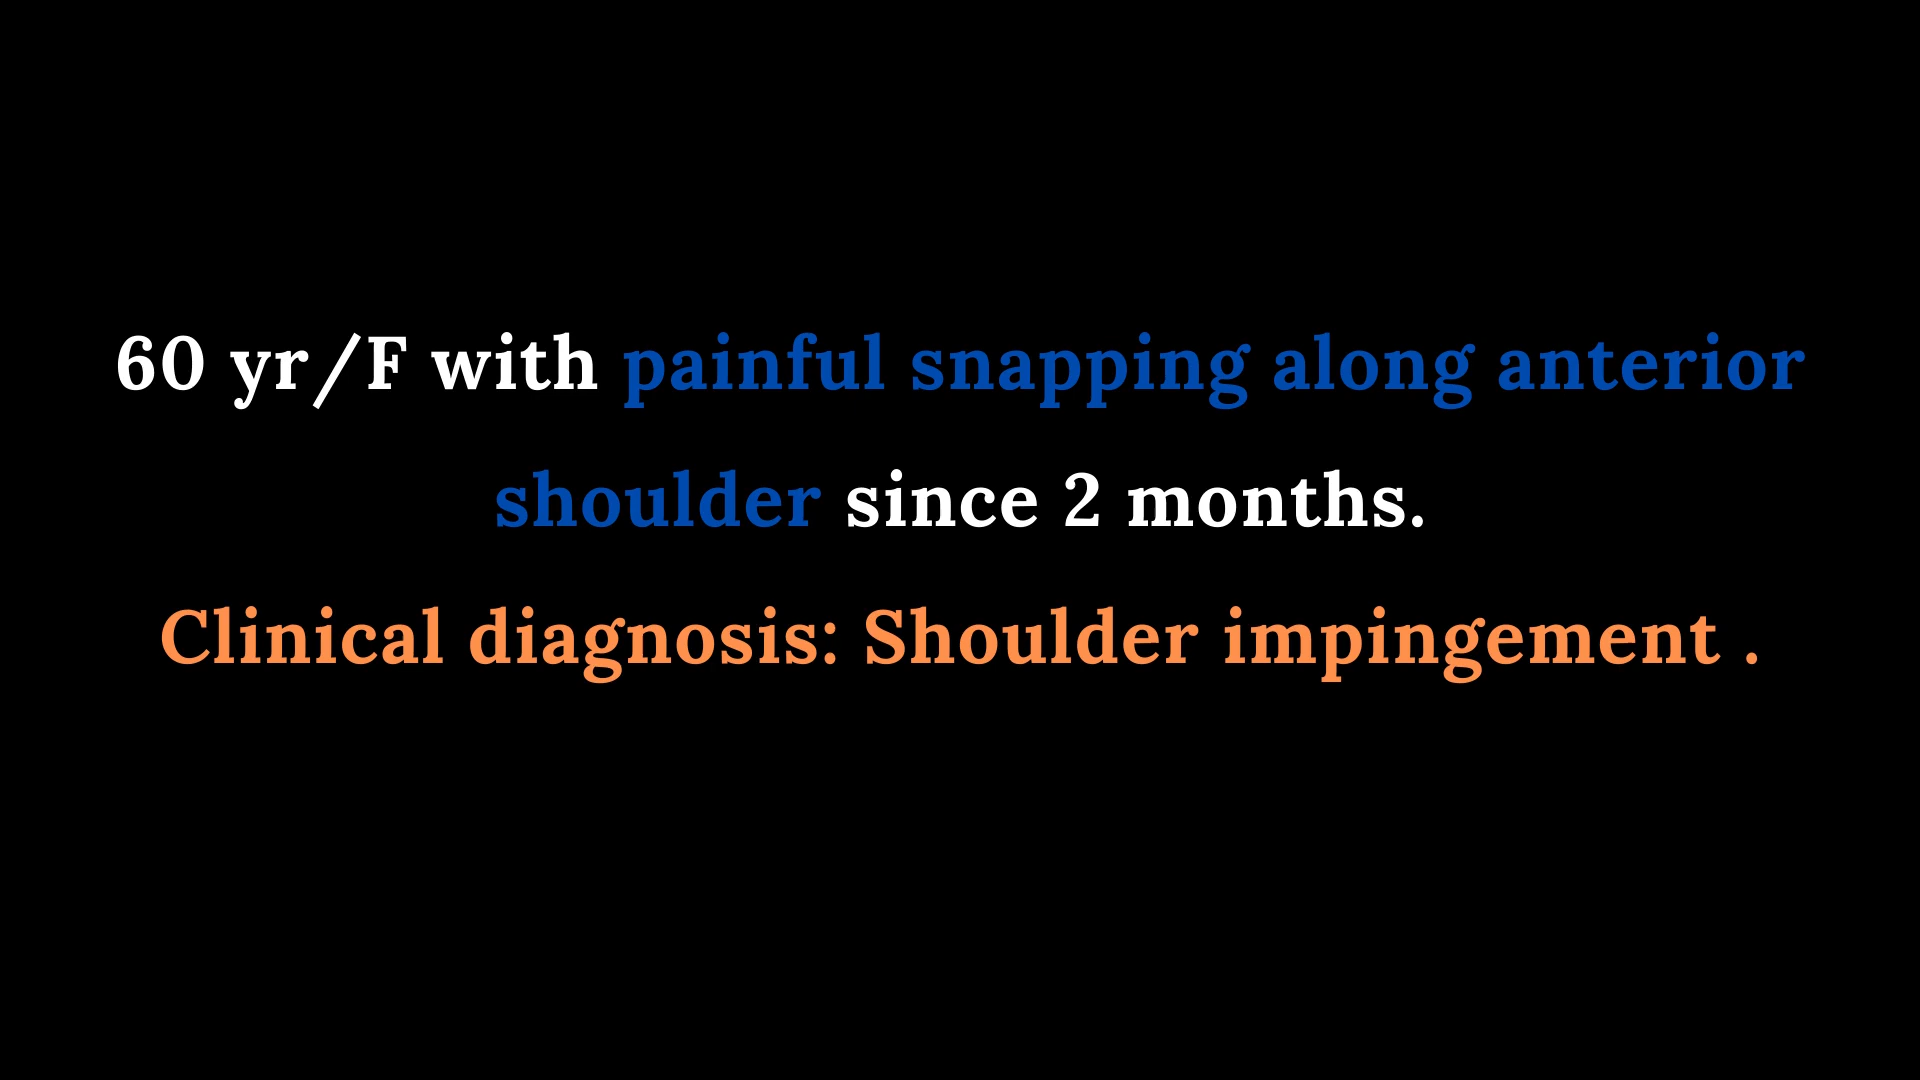 60 yr/F with painful snapping along anterior
shoulder since 2 months.
Clinical diagnosis: Shoulder impingement .